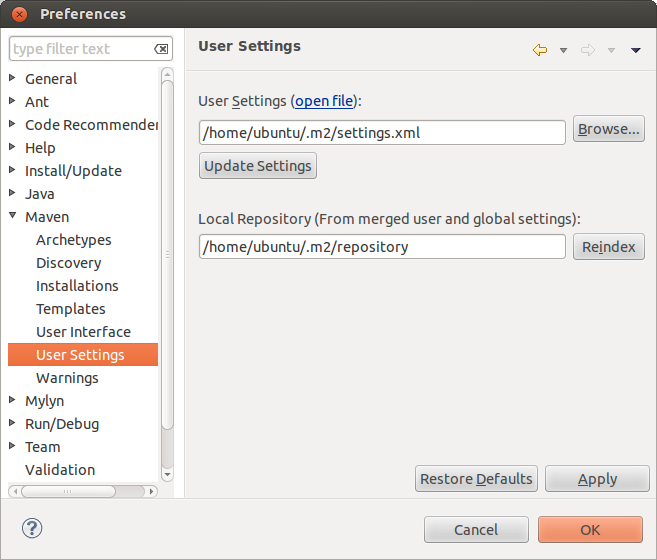 Preferences
type filter text
General
Ant
Code Recommender
Help
Install/Update
Java
Maven
Archetypes
Discovery
Installations
Templates
User Interface
User Settings
Warnings
Mylyn
Run/Debug
Team
Validation
User Settings
User Settings (open file):
/home/ubuntu/.m2/settings.xml
Browse...
Update Settings
Local Repository (From merged user and global settings):
/home/ubuntu/.m2/repository
Reindex
Restore Defaults
Apply
?
Cancel
OK